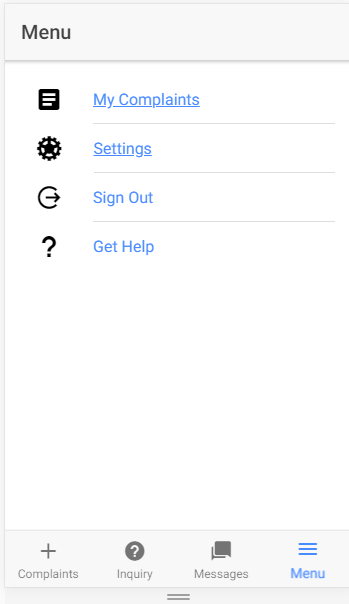 Menu
My Complaints
Settings
Sign Out
Get Help
Complaints
Inquiry
Messages
Menu